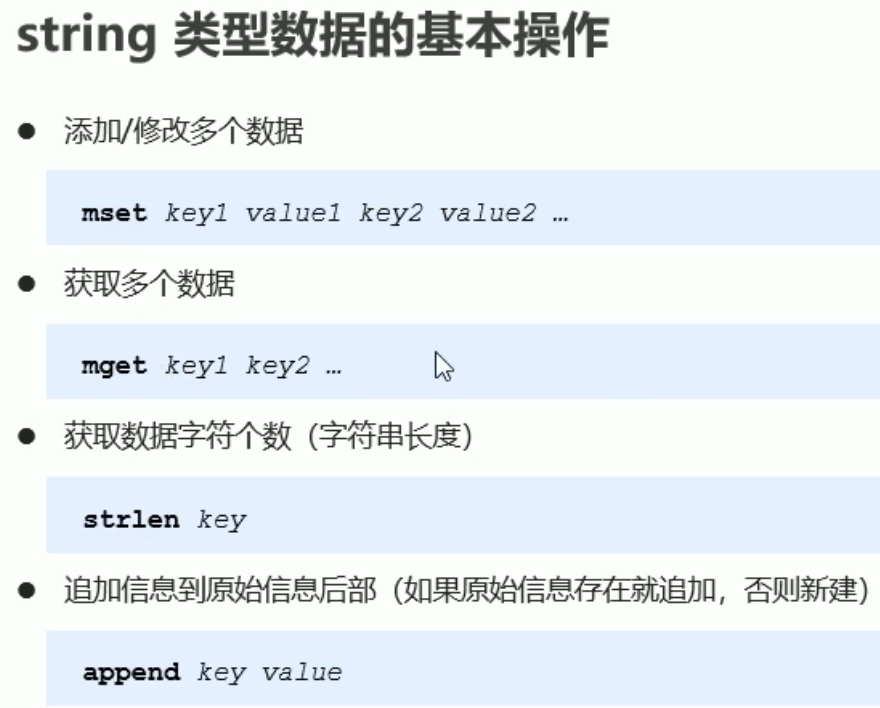 string 类型数据的基本操作
● 添加/修改多个数据
mset key1 value1 key2 value2 …
● 获取多个数据
mget key1 key2 …
● 获取数据字符个数（字符串长度）
strlen key
● 追加信息到原始信息后部（如果原始信息存在就追加，否则新建）
append key value